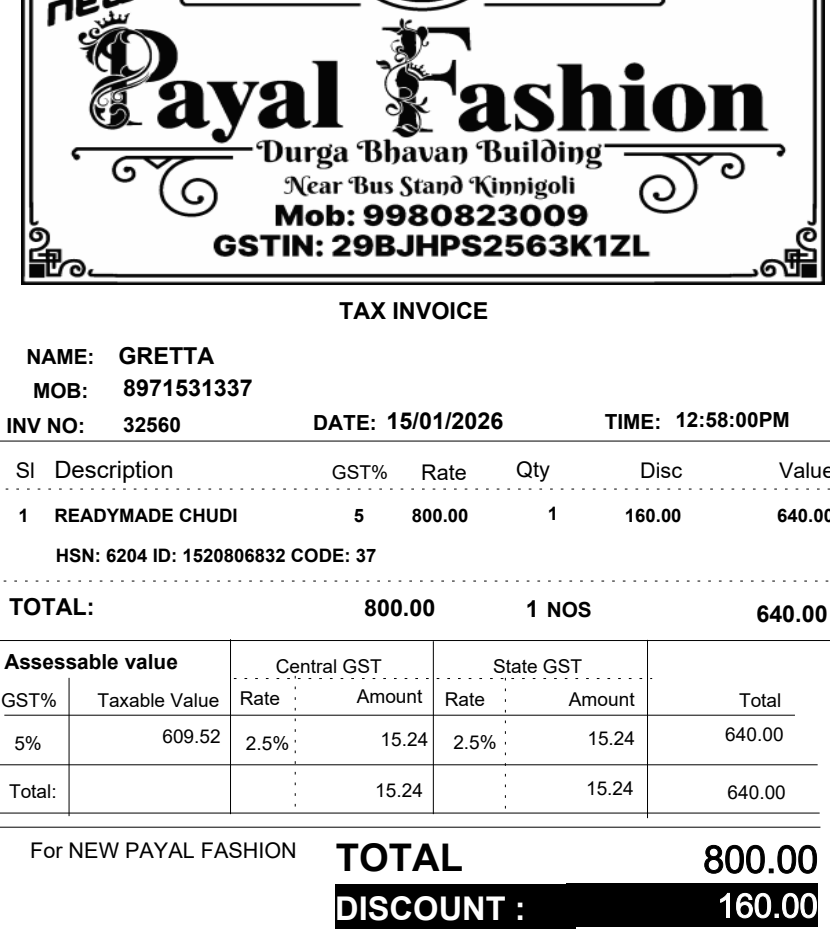 new
Payal Fashion
Durga Bhavan Building
Near Bus Stand Kinnigoli
Mob: 9980823009
GSTIN: 29BJHPS2563K1ZL
TAX INVOICE
NAME: GRETTA
MOB: 8971531337
INV NO: 32560 DATE: 15/01/2026 TIME: 12:58:00PM
Sl Description GST% Rate Qty Disc Value
1 READYMADE CHUDI 5 800.00 1 160.00 640.00
HSN: 6204 ID: 1520806832 CODE: 37
TOTAL: 800.00 1 NOS 640.00
Assessable value Central GST State GST
GST% Taxable Value Rate Amount Rate Amount Total
5% 609.52 2.5% 15.24 2.5% 15.24 640.00
Total: 15.24 15.24 640.00
For NEW PAYAL FASHION TOTAL 800.00
DISCOUNT : 160.00